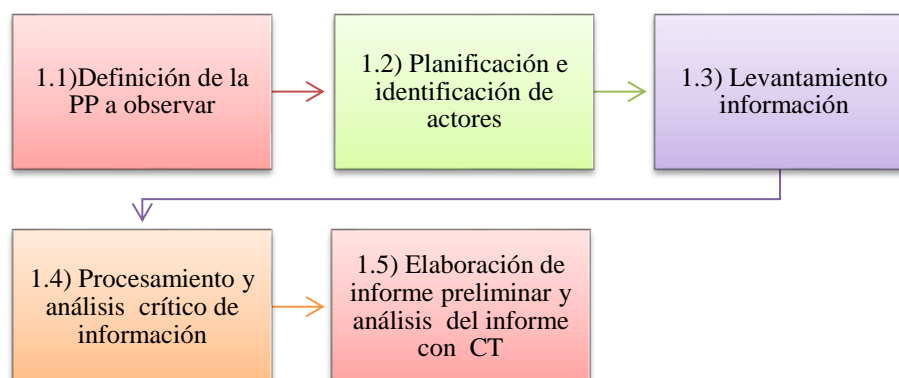 1.1)Definición de la
PP a observar
1.2) Planificación e
identificación de
actores
1.3) Levantamiento
información
1.4) Procesamiento y
análisis crítico de
información
1.5) Elaboración de
informe preliminar y
análisis del informe
con CT